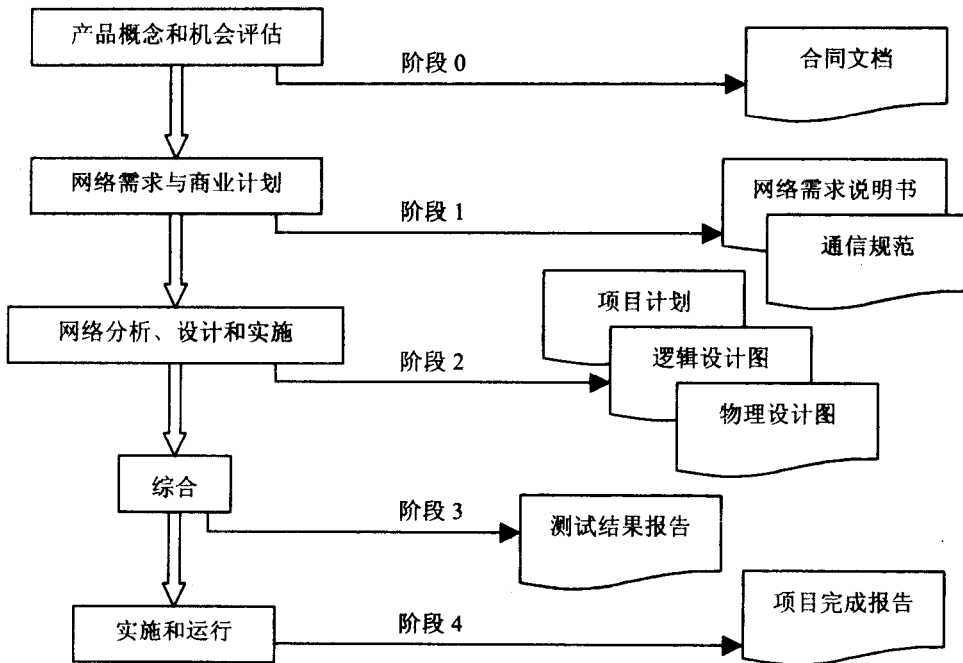 产品概念和机会评估
阶段 0
合同文档
网络需求与商业计划
阶段 1
网络需求说明书
通信规范
网络分析、设计和实施
阶段 2
项目计划
逻辑设计图
物理设计图
综合
阶段 3
测试结果报告
实施和运行
阶段 4
项目完成报告